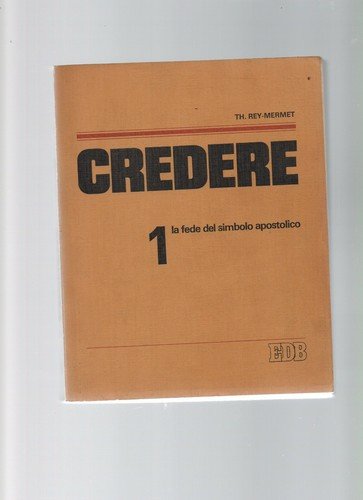 TH. REY-MERMET
CREDERE
1 la fede del simbolo apostolico
EDB